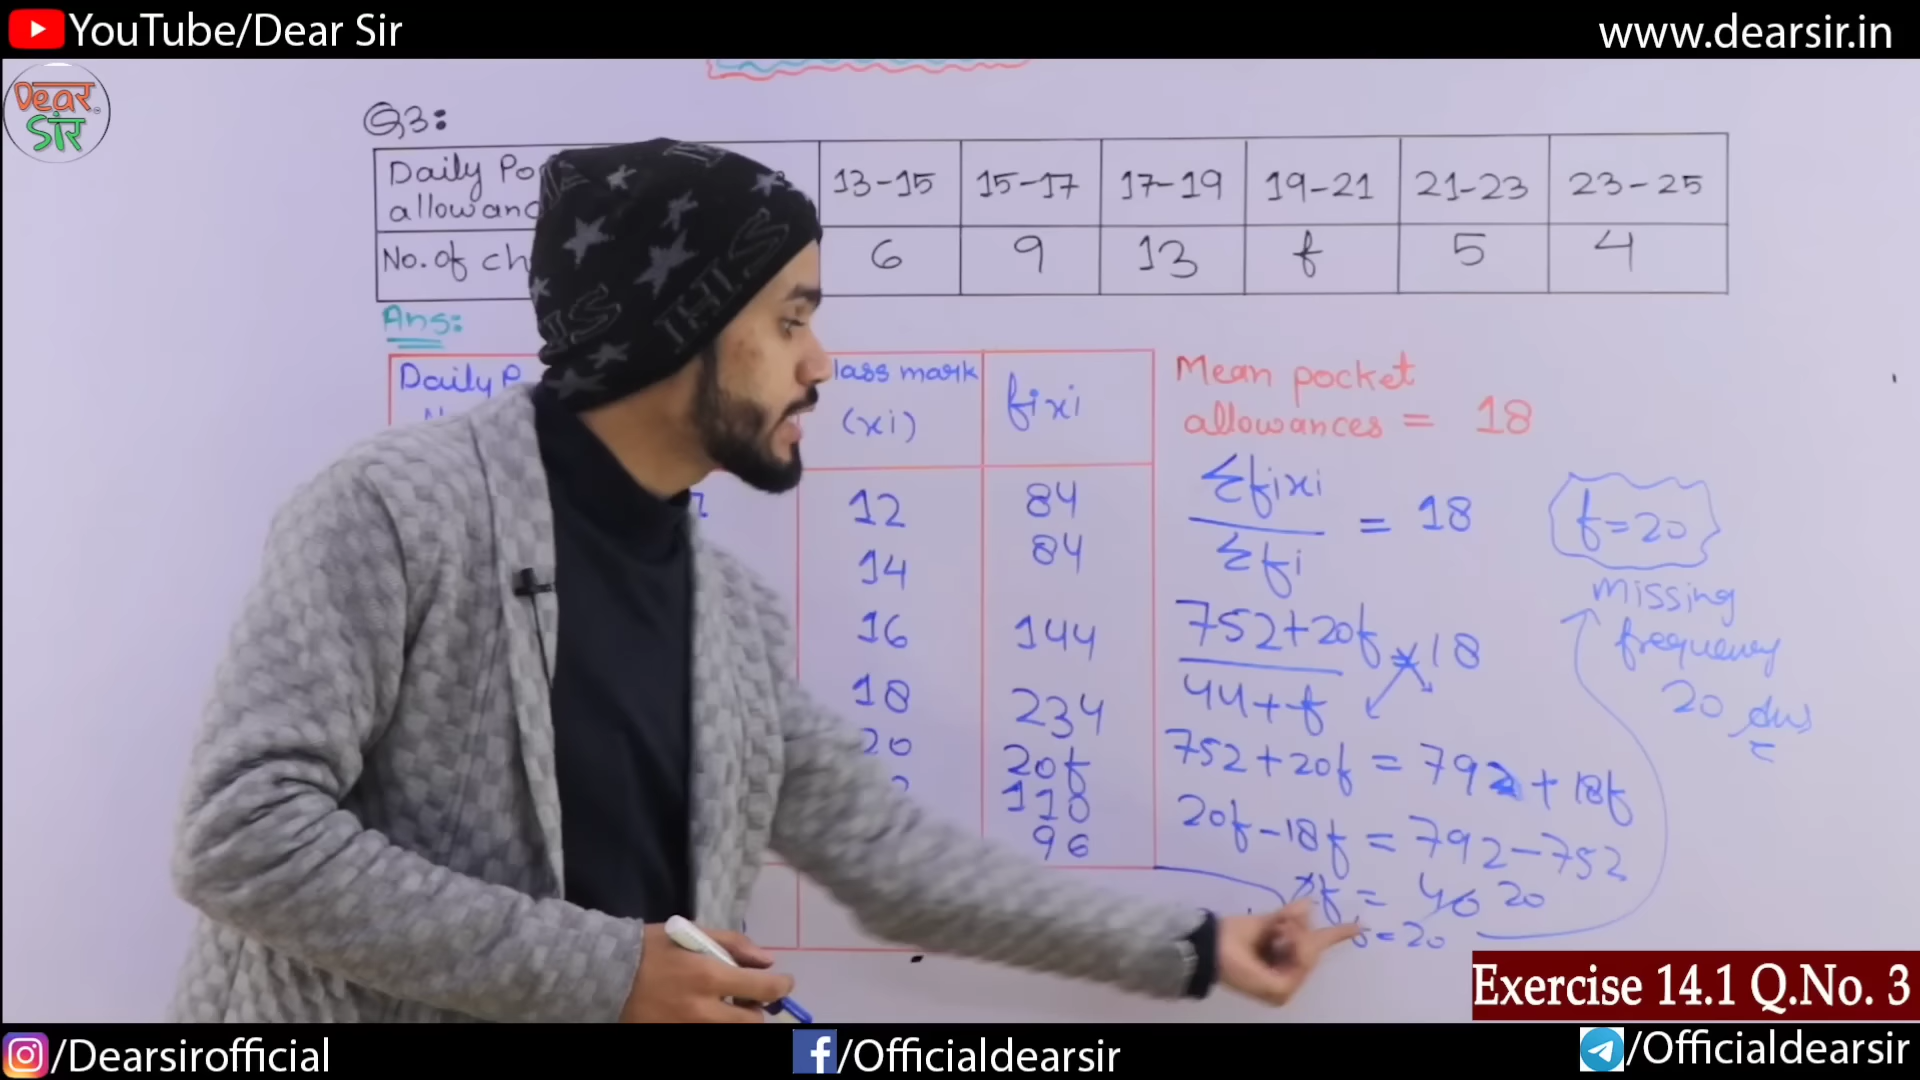 YouTube/Dear Sir
www.dearsir.in
Dear
सर
Q3:
Daily Po
allowanc
13-15 15-17 17-19 19-21 21-23 23-25
No. of ch
6 9 13 f 5 4
Ans:
Daily P
lass mark
(xi)
fixi
12 84
14 84
16 144
18 234
20 20f
110
96
Mean pocket
allowances = 18
Σfixi
Σfi
= 18
752+20f
44+f
= 18
752+20f = 792+18f
20f-18f = 792-752
2f = 40 20
=20
f=20
missing
frequency
20
Exercise 14.1 Q.No. 3
/Dearsirofficial
/Officialdearsir
/Officialdearsir